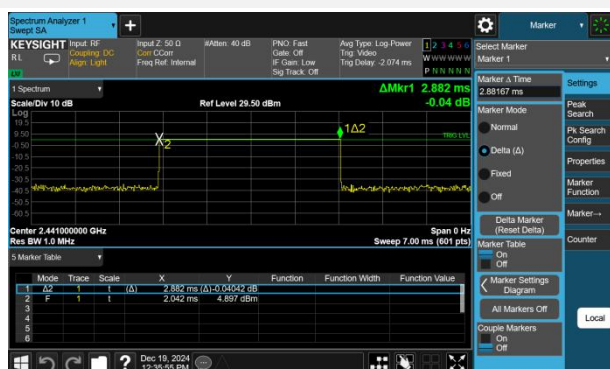 Spectrum Analyzer 1
Swept SA
Marker
KEYSIGHT Input: RF Input Z: 50 Ω #Atten: 40 dB PNO: Fast Avg Type: Log-Power 1 2 3 4 5 6
RL Coupling: DC Corr CCorr Gate: Off Trig: Video W W W W W W
Align: Light Freq Ref: Internal IF Gain: Low Trig Delay: -2.074 ms P N N N N N
Sig Track: Off
Select Marker
Marker 1
1 Spectrum
ΔMkr1 2.882 ms
Scale/Div 10 dB Ref Level 29.50 dBm -0.04 dB
Log
19.5
9.50
-0.50
-10.5
-20.5
-30.5
-40.5
-50.5
-60.5
X2
1Δ2
TRIG LVL
Center 2.441000000 GHz Span 0 Hz
Res BW 1.0 MHz Sweep 7.00 ms (601 pts)
5 Marker Table
Mode Trace Scale X Y Function Function Width Function Value
1 Δ2 1 t (Δ) 2.882 ms (Δ) -0.04042 dB
2 F 1 t 2.042 ms 4.897 dBm
3
4
5
6
Marker Δ Time
2.88167 ms
Marker Mode
Normal
Delta (Δ)
Fixed
Off
Delta Marker
(Reset Delta)
Marker Table
On
Off
Marker Settings
Diagram
All Markers Off
Couple Markers
On
Off
Settings
Peak
Search
Pk Search
Config
Properties
Marker
Function
Marker→
Counter
Local
Dec 19, 2024
12:35:55 PM